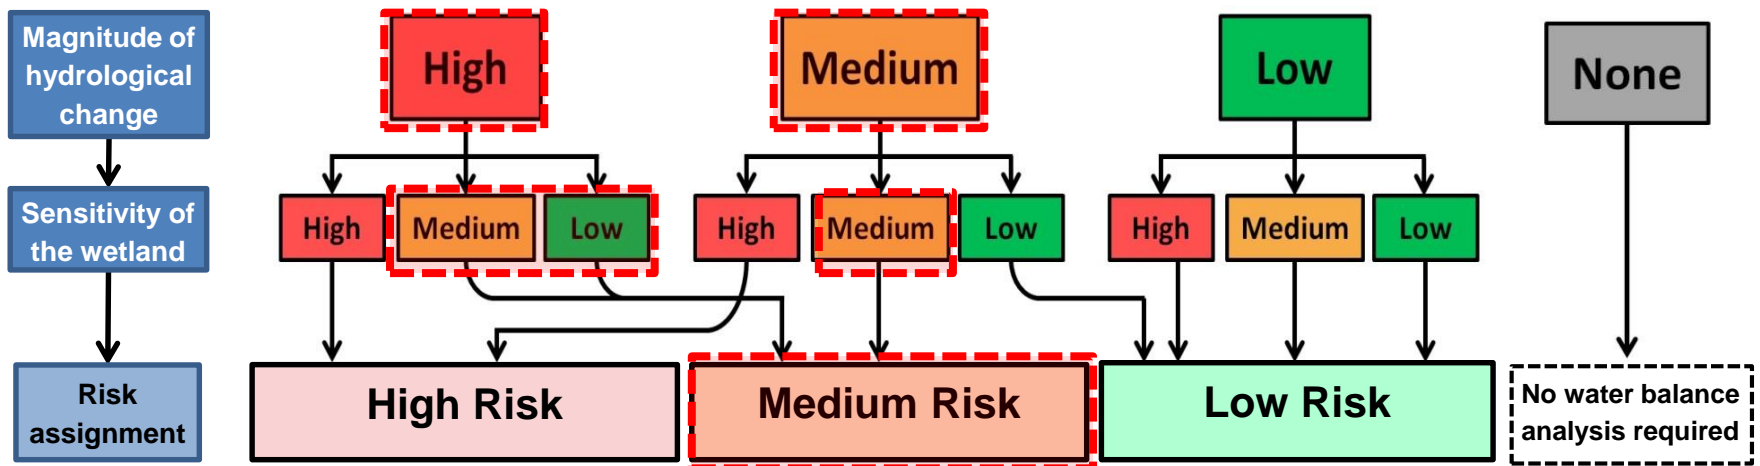 Magnitude of
hydrological
change
High
Medium
Low
None
Sensitivity of
the wetland
High
Medium
Low
High
Medium
Low
High
Medium
Low
Risk
assignment
High Risk
Medium Risk
Low Risk
No water balance
analysis required